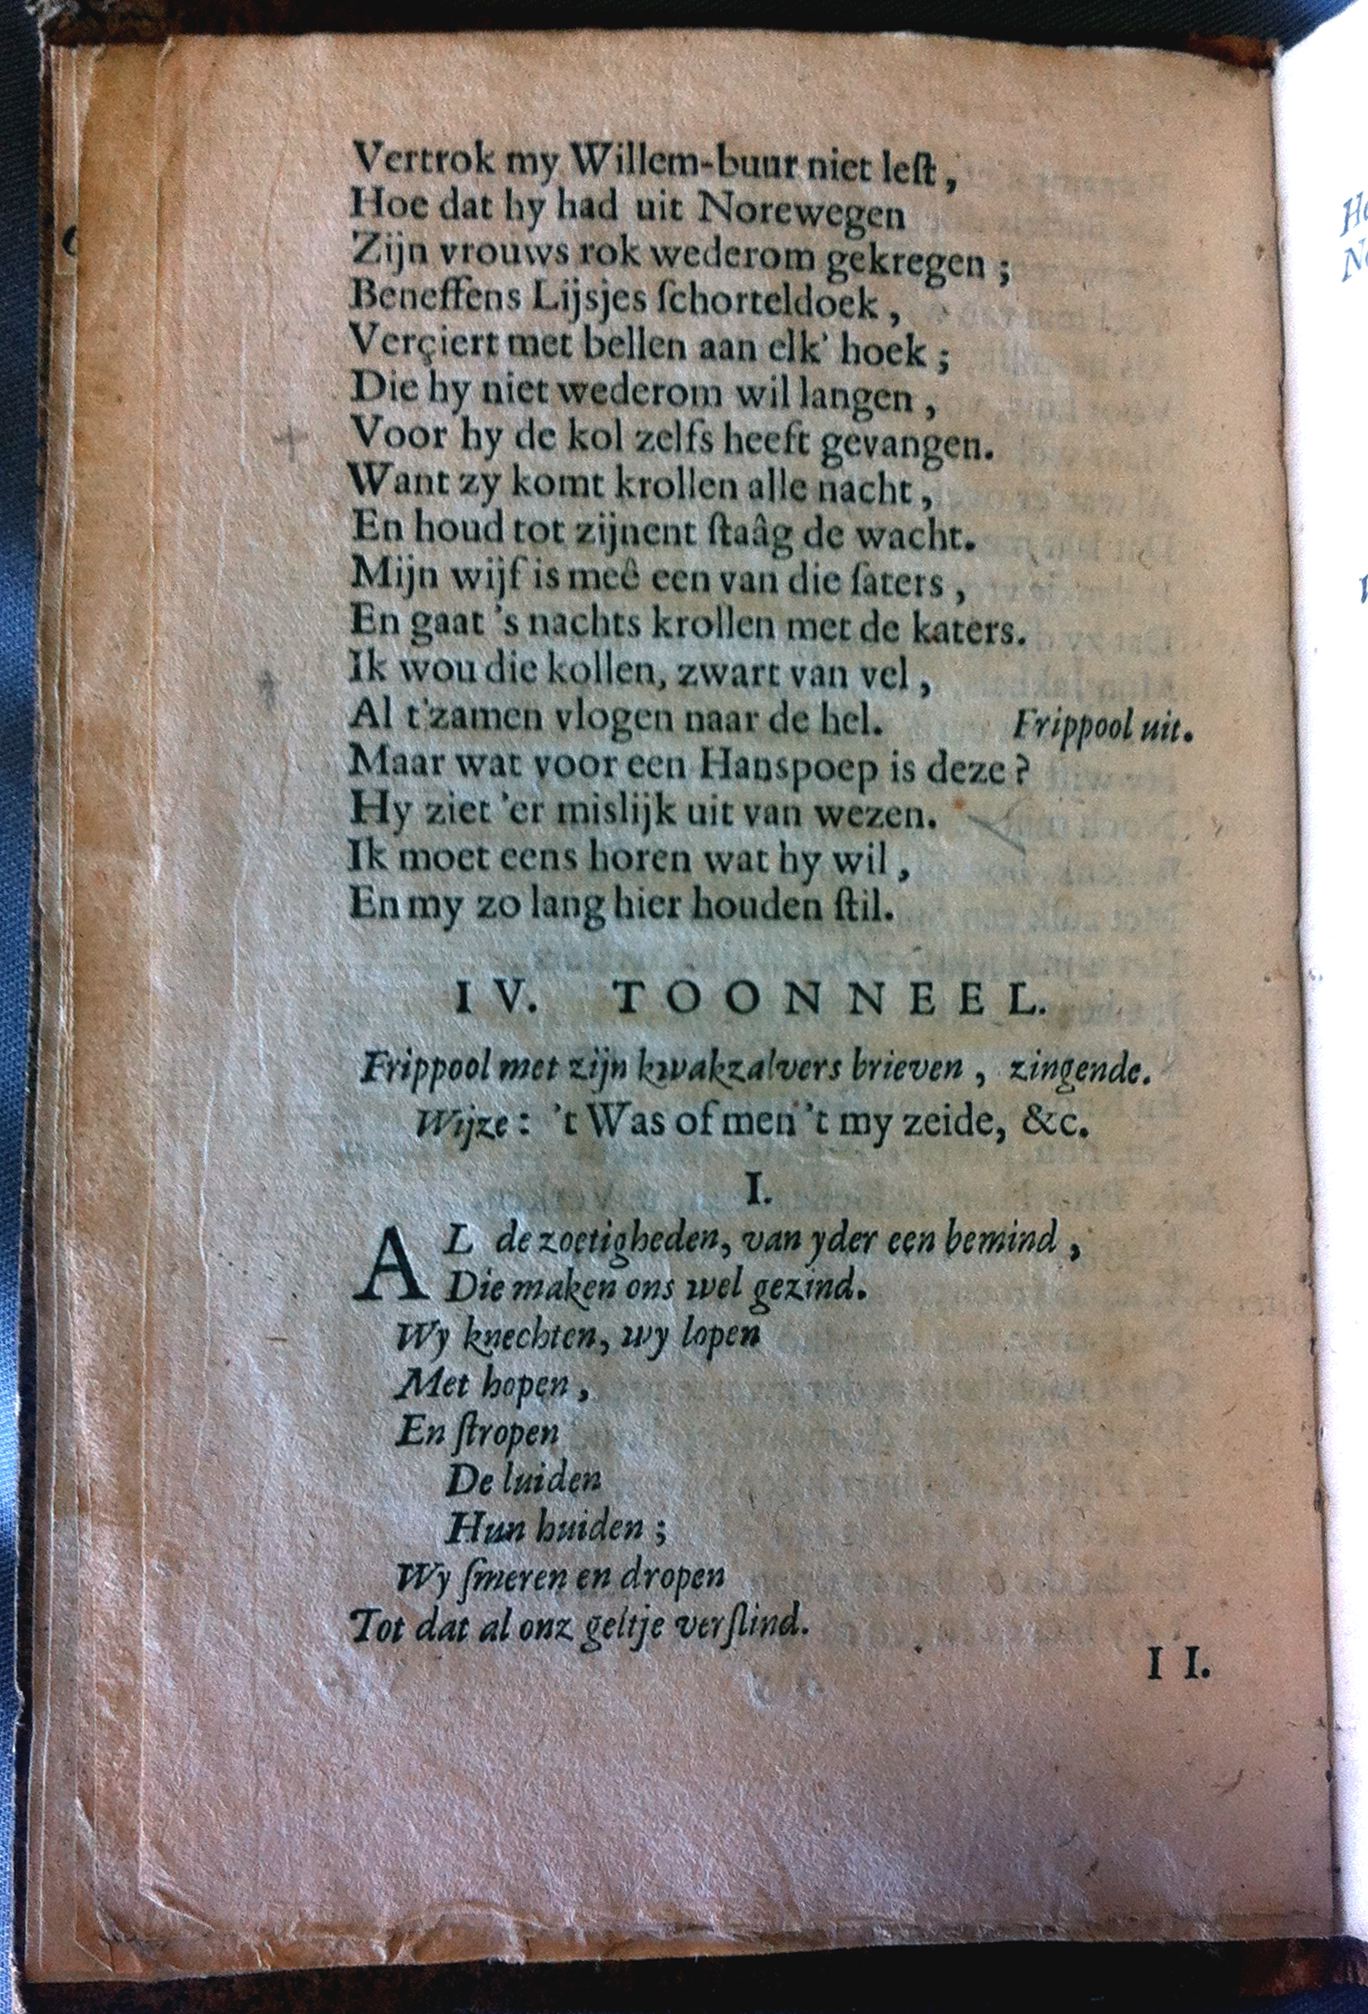 Vertrok my Willem-buur niet leſt,
Hoe dat hy had uit Norewegen
Zijn vrouws rok wederom gekregen;
Beneffens Lijsjes ſchorteldoek,
Verçiert met bellen aan elk' hoek;
Die hy niet wederom wil langen,
Voor hy de kol zelfs heeft gevangen.
Want zy komt krollen alle nacht,
En houd tot zijnent ſtaâg de wacht.
Mijn wijf is meê een van die ſaters,
En gaat 's nachts krollen met de katers.
Ik wou die kollen, zwart van vel,
Al t'zamen vlogen naar de hel. Frippool uit.
Maar wat voor een Hanspoep is deze?
Hy ziet 'er mislijk uit van wezen.
Ik moet eens horen wat hy wil,
En my zo lang hier houden ſtil.
IV. TOONNEEL.
Frippool met zijn kwakzalvers brieven, zingende.
Wijze: 't Was of men 't my zeide, &c.
I.
AL de zoetigheden, van yder een bemind,
Die maken ons wel gezind.
Wy knechten, wy lopen
Met hopen,
En ſtropen
De luiden
Hun huiden;
Wy ſmeren en dropen
Tot dat al onz geltje verſlind.
II.